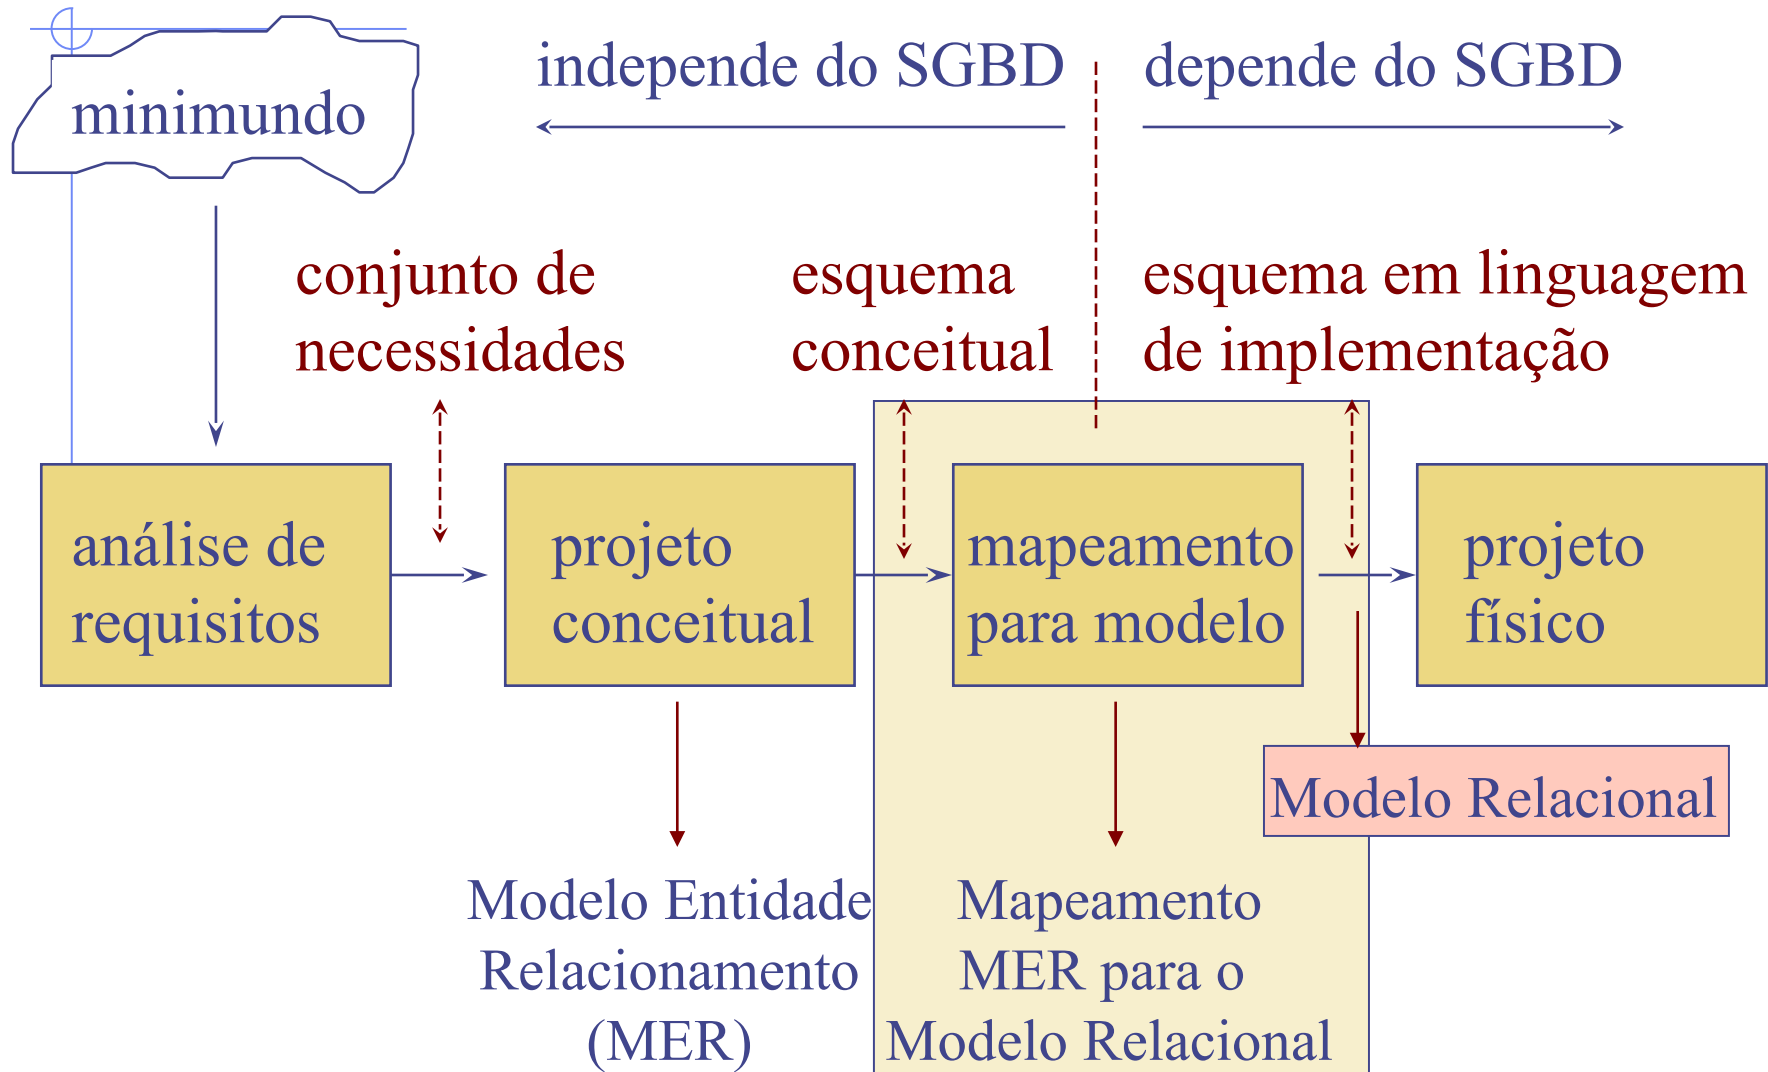 minimundo
independe do SGBD
depende do SGBD
conjunto de
necessidades
esquema
conceitual
esquema em linguagem
de implementação
análise de
requisitos
projeto
conceitual
mapeamento
para modelo
projeto
físico
Modelo Relacional
Modelo Entidade
Relacionamento
(MER)
Mapeamento
MER para o
Modelo Relacional